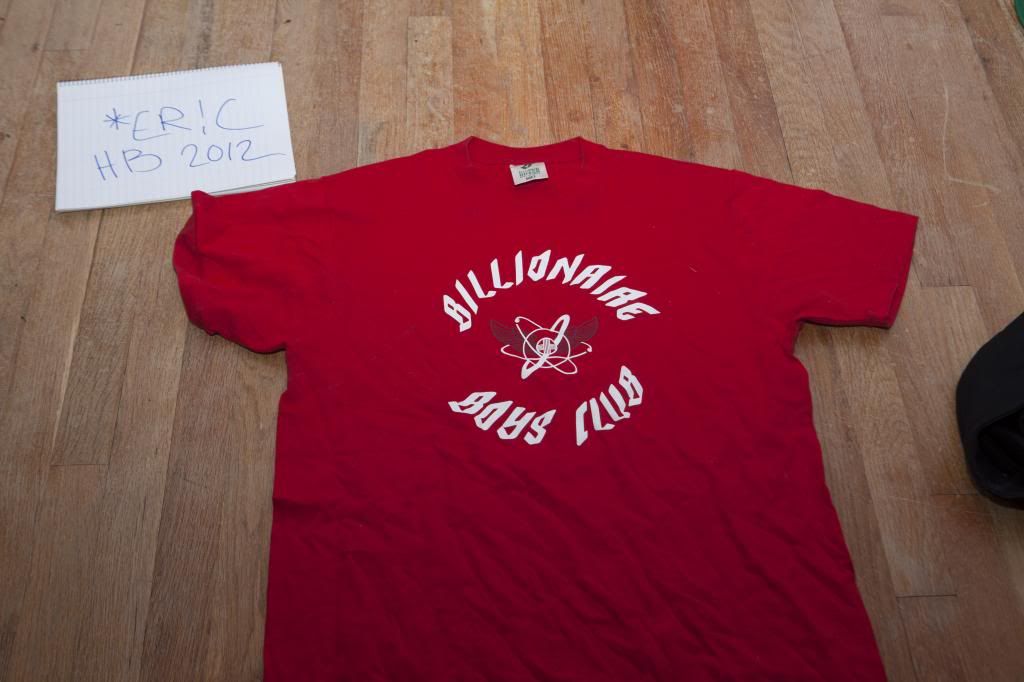 *ER!C
HB 2012
BILLIONAIRE
BOYS CLUB